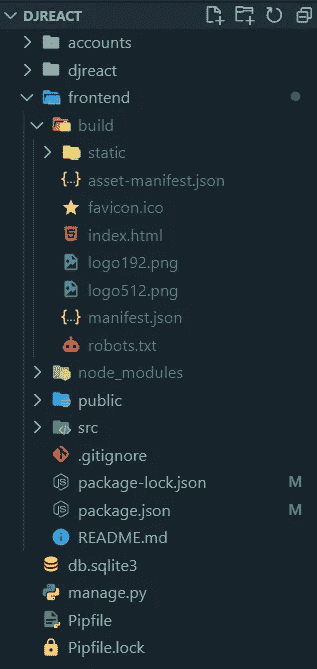 DJREACT
accounts
djreact
frontend
build
static
asset-manifest.json
favicon.ico
index.html
logo192.png
logo512.png
manifest.json
robots.txt
node_modules
public
src
.gitignore
package-lock.json M
package.json M
README.md
db.sqlite3
manage.py
Pipfile
Pipfile.lock